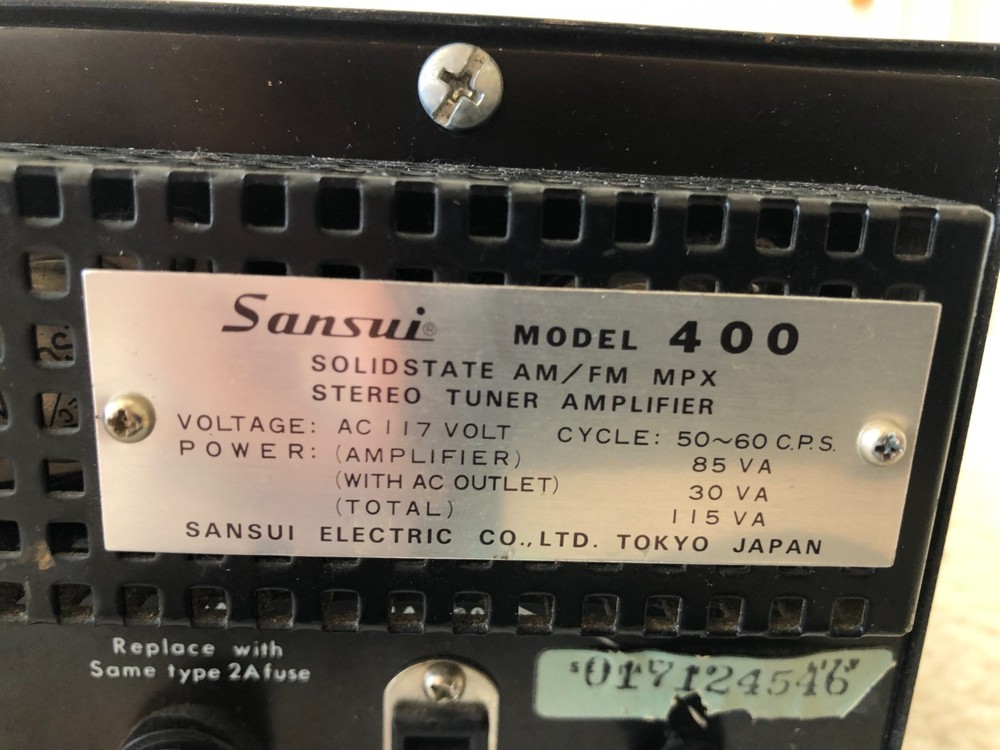 Sansui® MODEL 400
SOLIDSTATE AM/FM MPX
STEREO TUNER AMPLIFIER
VOLTAGE: AC 117 VOLT CYCLE: 50~60 C.P.S.
POWER: (AMPLIFIER) 85 VA
(WITH AC OUTLET) 30 VA
(TOTAL) 115 VA
SANSUI ELECTRIC CO.,LTD. TOKYO JAPAN
Replace with
Same type 2A fuse
017124546